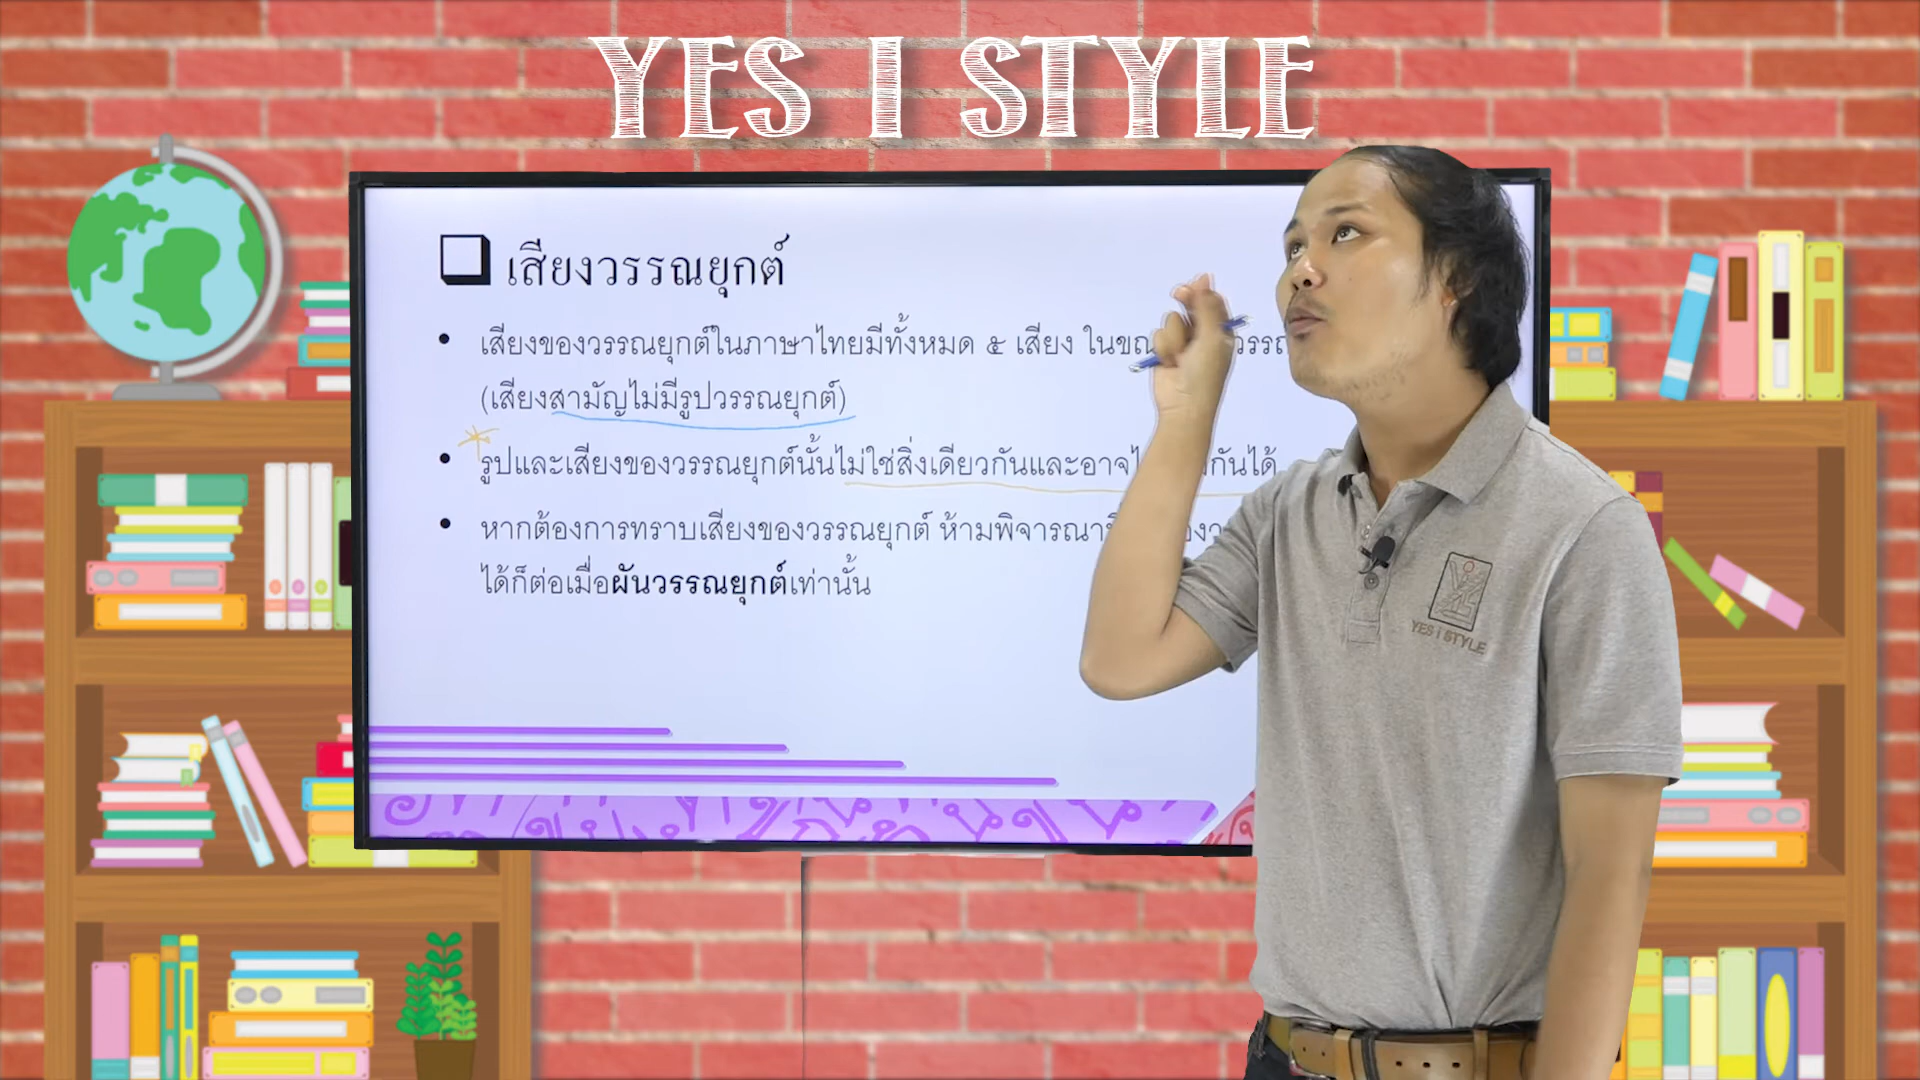 YES I STYLE
เสียงวรรณยุกต์
เสียงของวรรณยุกต์ในภาษาไทยมีทั้งหมด ๕ เสียง ในขณ
(เสียงสามัญไม่มีรูปวรรณยุกต์)
รูปและเสียงของวรรณยุกต์นั้นไม่ใช่สิ่งเดียวกันและอาจไ กันได้
หากต้องการทราบเสียงของวรรณยุกต์ ห้ามพิจารณา
ได้ก็ต่อเมื่อผันวรรณยุกต์เท่านั้น
YES i STYLE